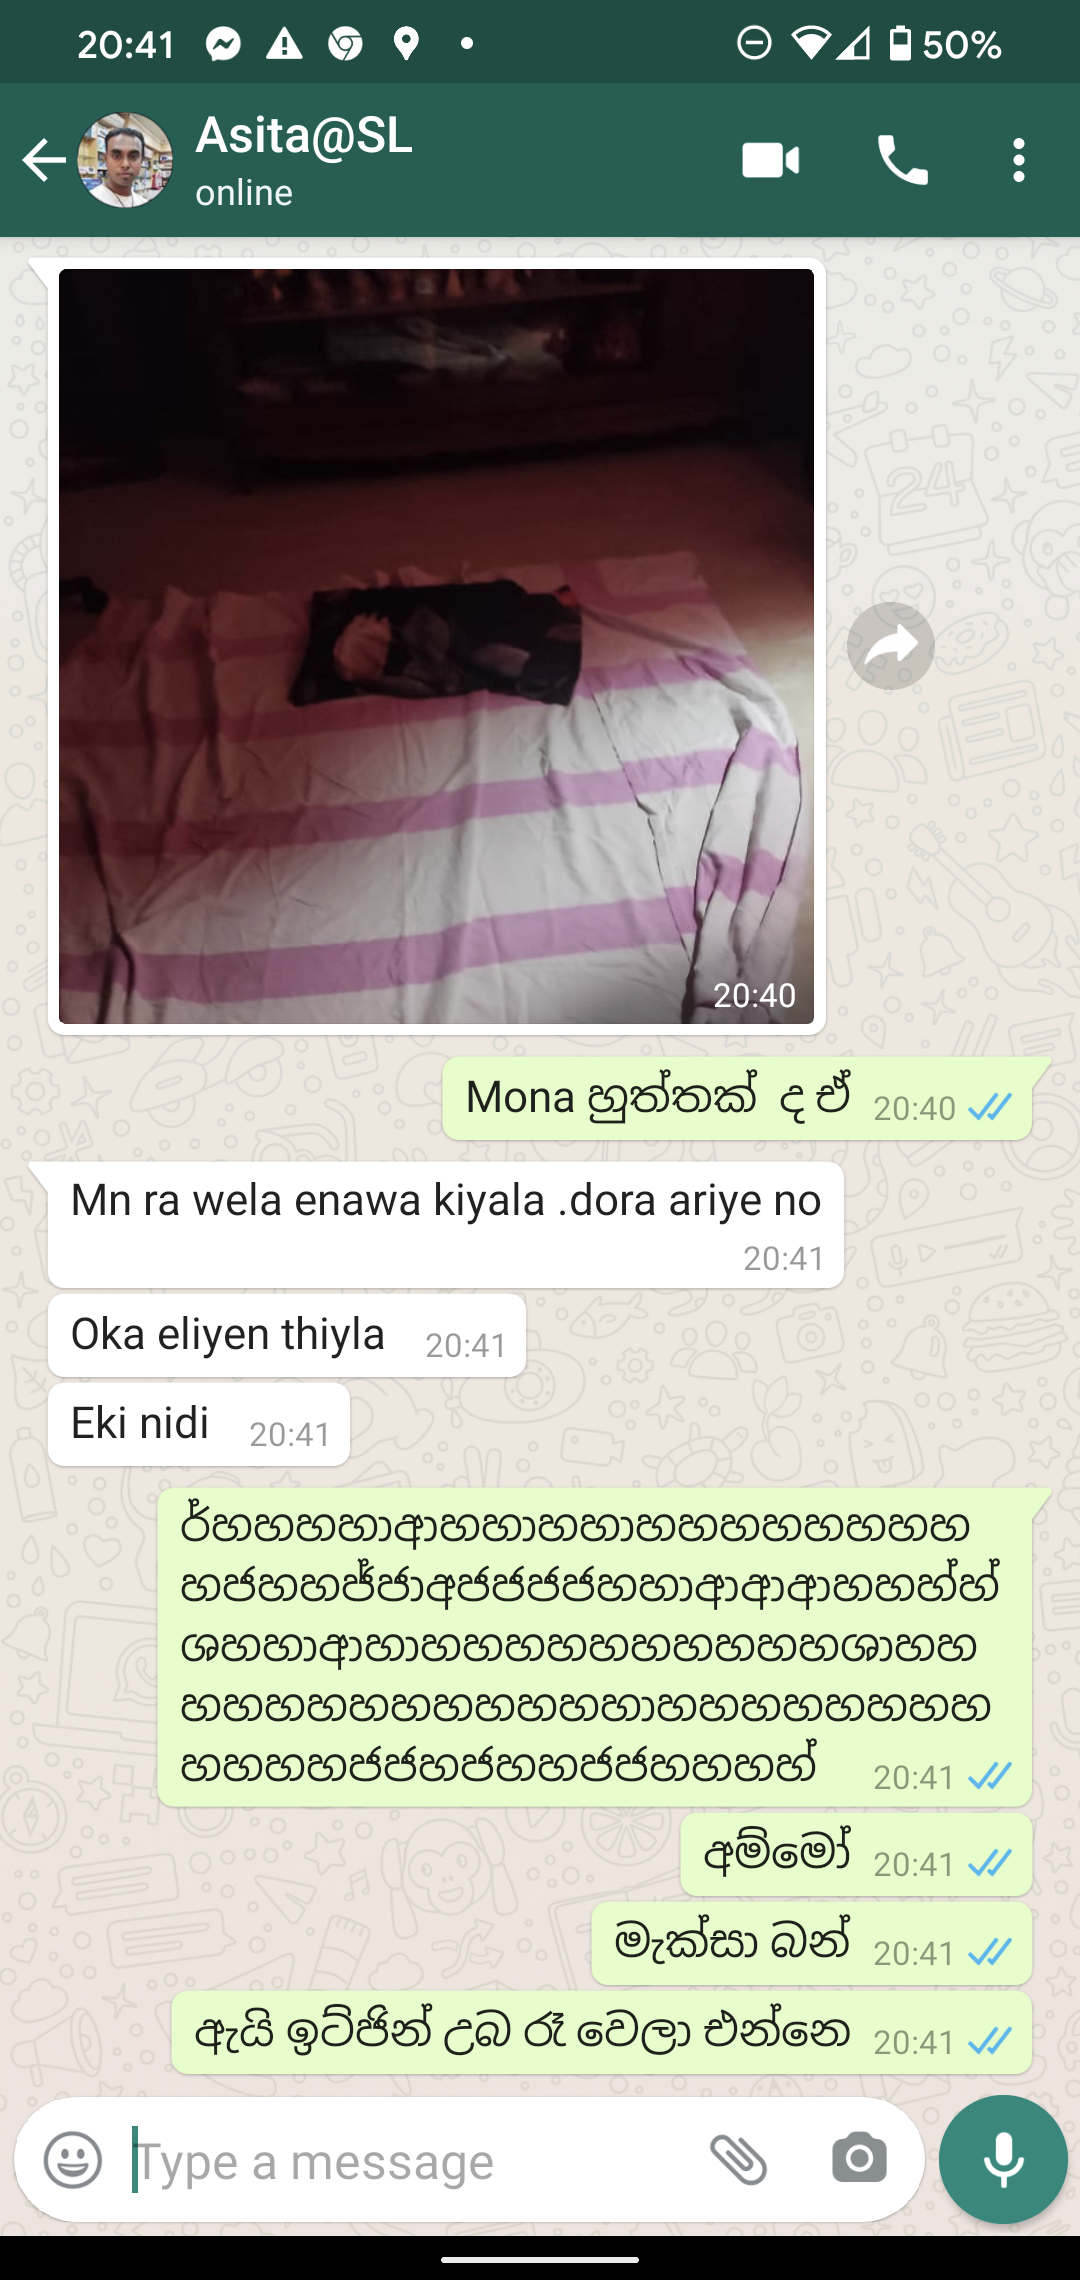 20:41 50%
Asita@SL
online
20:40
Mona හුත්තක් ද ඒ 20:40
Mn ra wela enawa kiyala .dora ariye no
20:41
Oka eliyen thiyla 20:41
Eki nidi 20:41
ර්හහහහාආහහාහහාහහහහහහහහ
හජහහජ්ජාඅජජජජහහාආආආහහහ්හ්
ශහහාආහාහහහහහහහහහහශාහහ
හහහහහහහහහහහාහහහහහහහහ
හහහහජජහජහහජජහහහහ් 20:41
අම්මෝ 20:41
මැක්සා බන් 20:41
ඇයි ඉට්ජින් උබ රෑ වෙලා එන්නෙ 20:41
Type a message